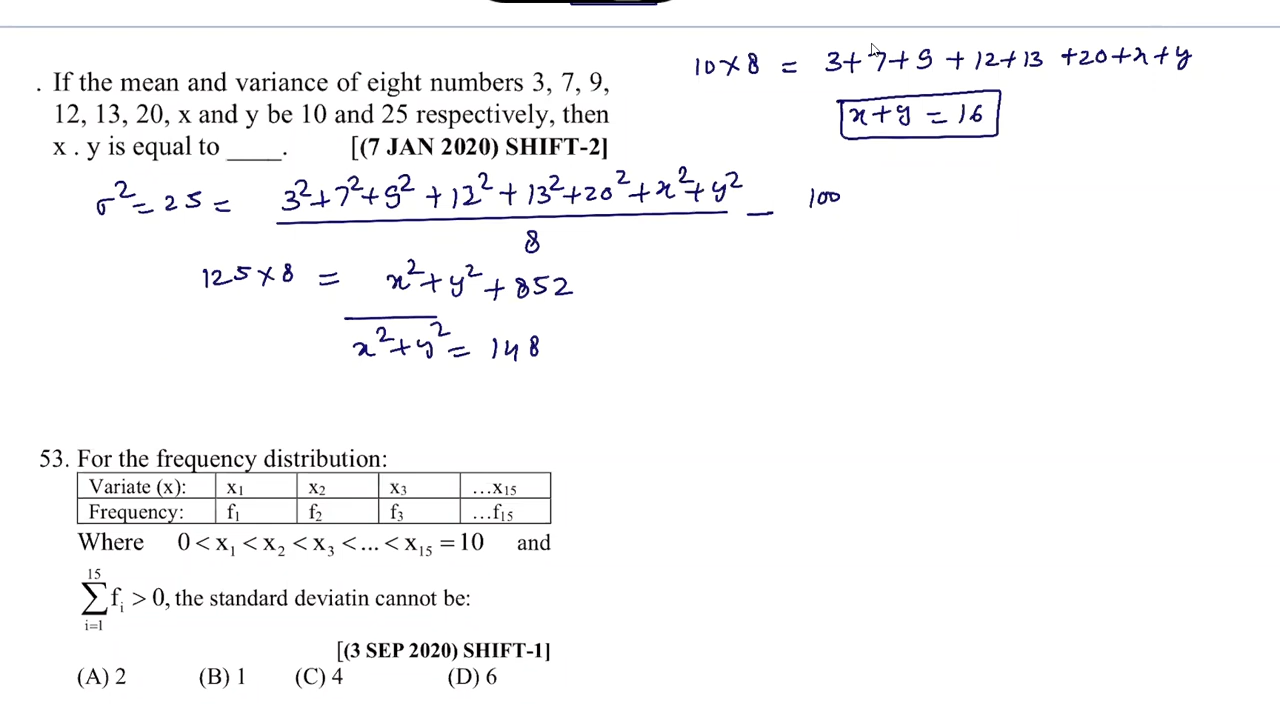 . If the mean and variance of eight numbers 3, 7, 9,
12, 13, 20, x and y be 10 and 25 respectively, then
x . y is equal to ____. [(7 JAN 2020) SHIFT-2]
10 × 8 = 3+7+9+12+13+20+x+y
x+y = 16
σ² = 25 = (3²+7²+9²+12²+13²+20²+x²+y²)/8 − 100
125×8 = x²+y²+852
x²+y² = 148
53. For the frequency distribution:
Variate (x): x₁ x₂ x₃ ...x₁₅
Frequency: f₁ f₂ f₃ ...f₁₅
Where 0 < x₁ < x₂ < x₃ < ... < x₁₅ = 10 and
∑_{i=1}^{15} fᵢ > 0, the standard deviatin cannot be:
[(3 SEP 2020) SHIFT-1]
(A) 2 (B) 1 (C) 4 (D) 6